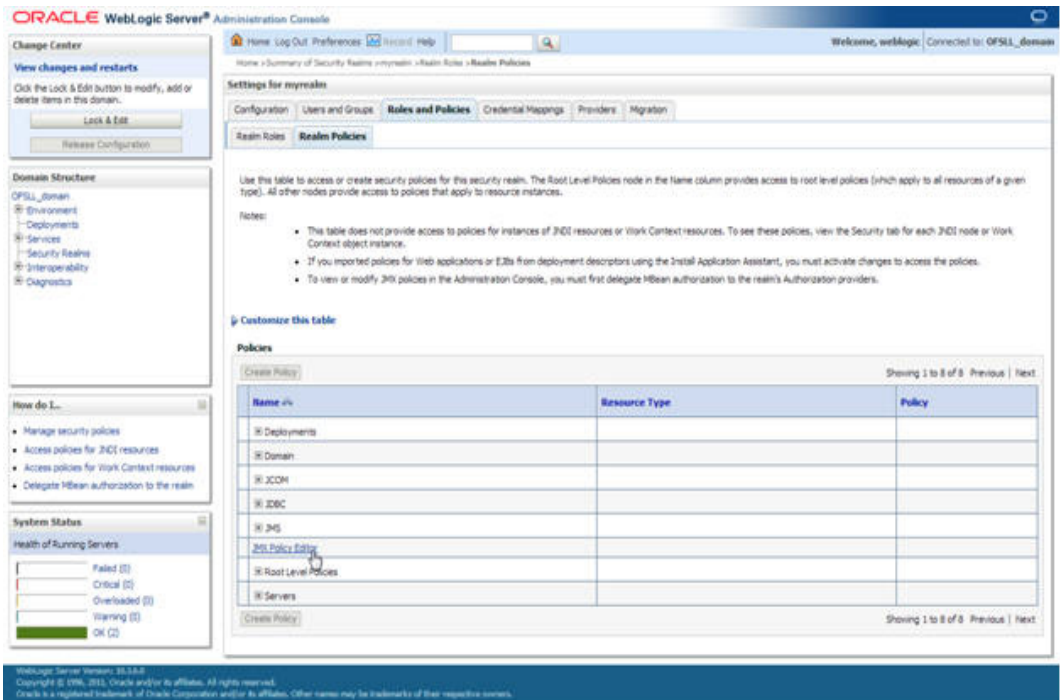 ORACLE WebLogic Server® Administration Console
Change Center
View changes and restarts
Click the Lock & Edit button to modify, add or
delete items in this domain.
Lock & Edit
Release Configuration
Domain Structure
OFSLL_domain
Environment
Deployments
Services
Security Realms
Interoperability
Diagnostics
How do I...
Manage security policies
Access policies for JNDI resources
Access policies for Work Context resources
Delegate MBean authorization to the realm
System Status
Health of Running Servers
Failed (0)
Critical (0)
Overloaded (0)
Warning (0)
OK (2)
Home Log Out Preferences Record Help
Welcome, weblogic Connected to: OFSLL_domain
Home >Summary of Security Realms >myrealm >Realm Roles >Realm Policies
Settings for myrealm
Configuration Users and Groups Roles and Policies Credential Mappings Providers Migration
Realm Roles Realm Policies
Use this table to access or create security policies for this security realm. The Root Level Policies node in the Name column provides access to root level policies (which apply to all resources of a given
type). All other nodes provide access to policies that apply to resource instances.
Notes:
This table does not provide access to policies for instances of JNDI resources or Work Context resources. To see these policies, view the Security tab for each JNDI node or Work
Context object instance.
If you imported policies for Web applications or EJBs from deployment descriptors using the Install Application Assistant, you must activate changes to access the policies.
To view or modify JMX policies in the Administration Console, you must first delegate MBean authorization to the realm's Authorization providers.
Customize this table
Policies
Create Policy
Showing 1 to 8 of 8 Previous | Next
Name Resource Type Policy
Deployments
Domain
JCOM
JDBC
JMS
JMX Policy Editor
Root Level Policies
Servers
Create Policy
Showing 1 to 8 of 8 Previous | Next
WebLogic Server Version: 10.3.6.0
Copyright © 1996, 2011, Oracle and/or its affiliates. All rights reserved.
Oracle is a registered trademark of Oracle Corporation and/or its affiliates. Other names may be trademarks of their respective owners.